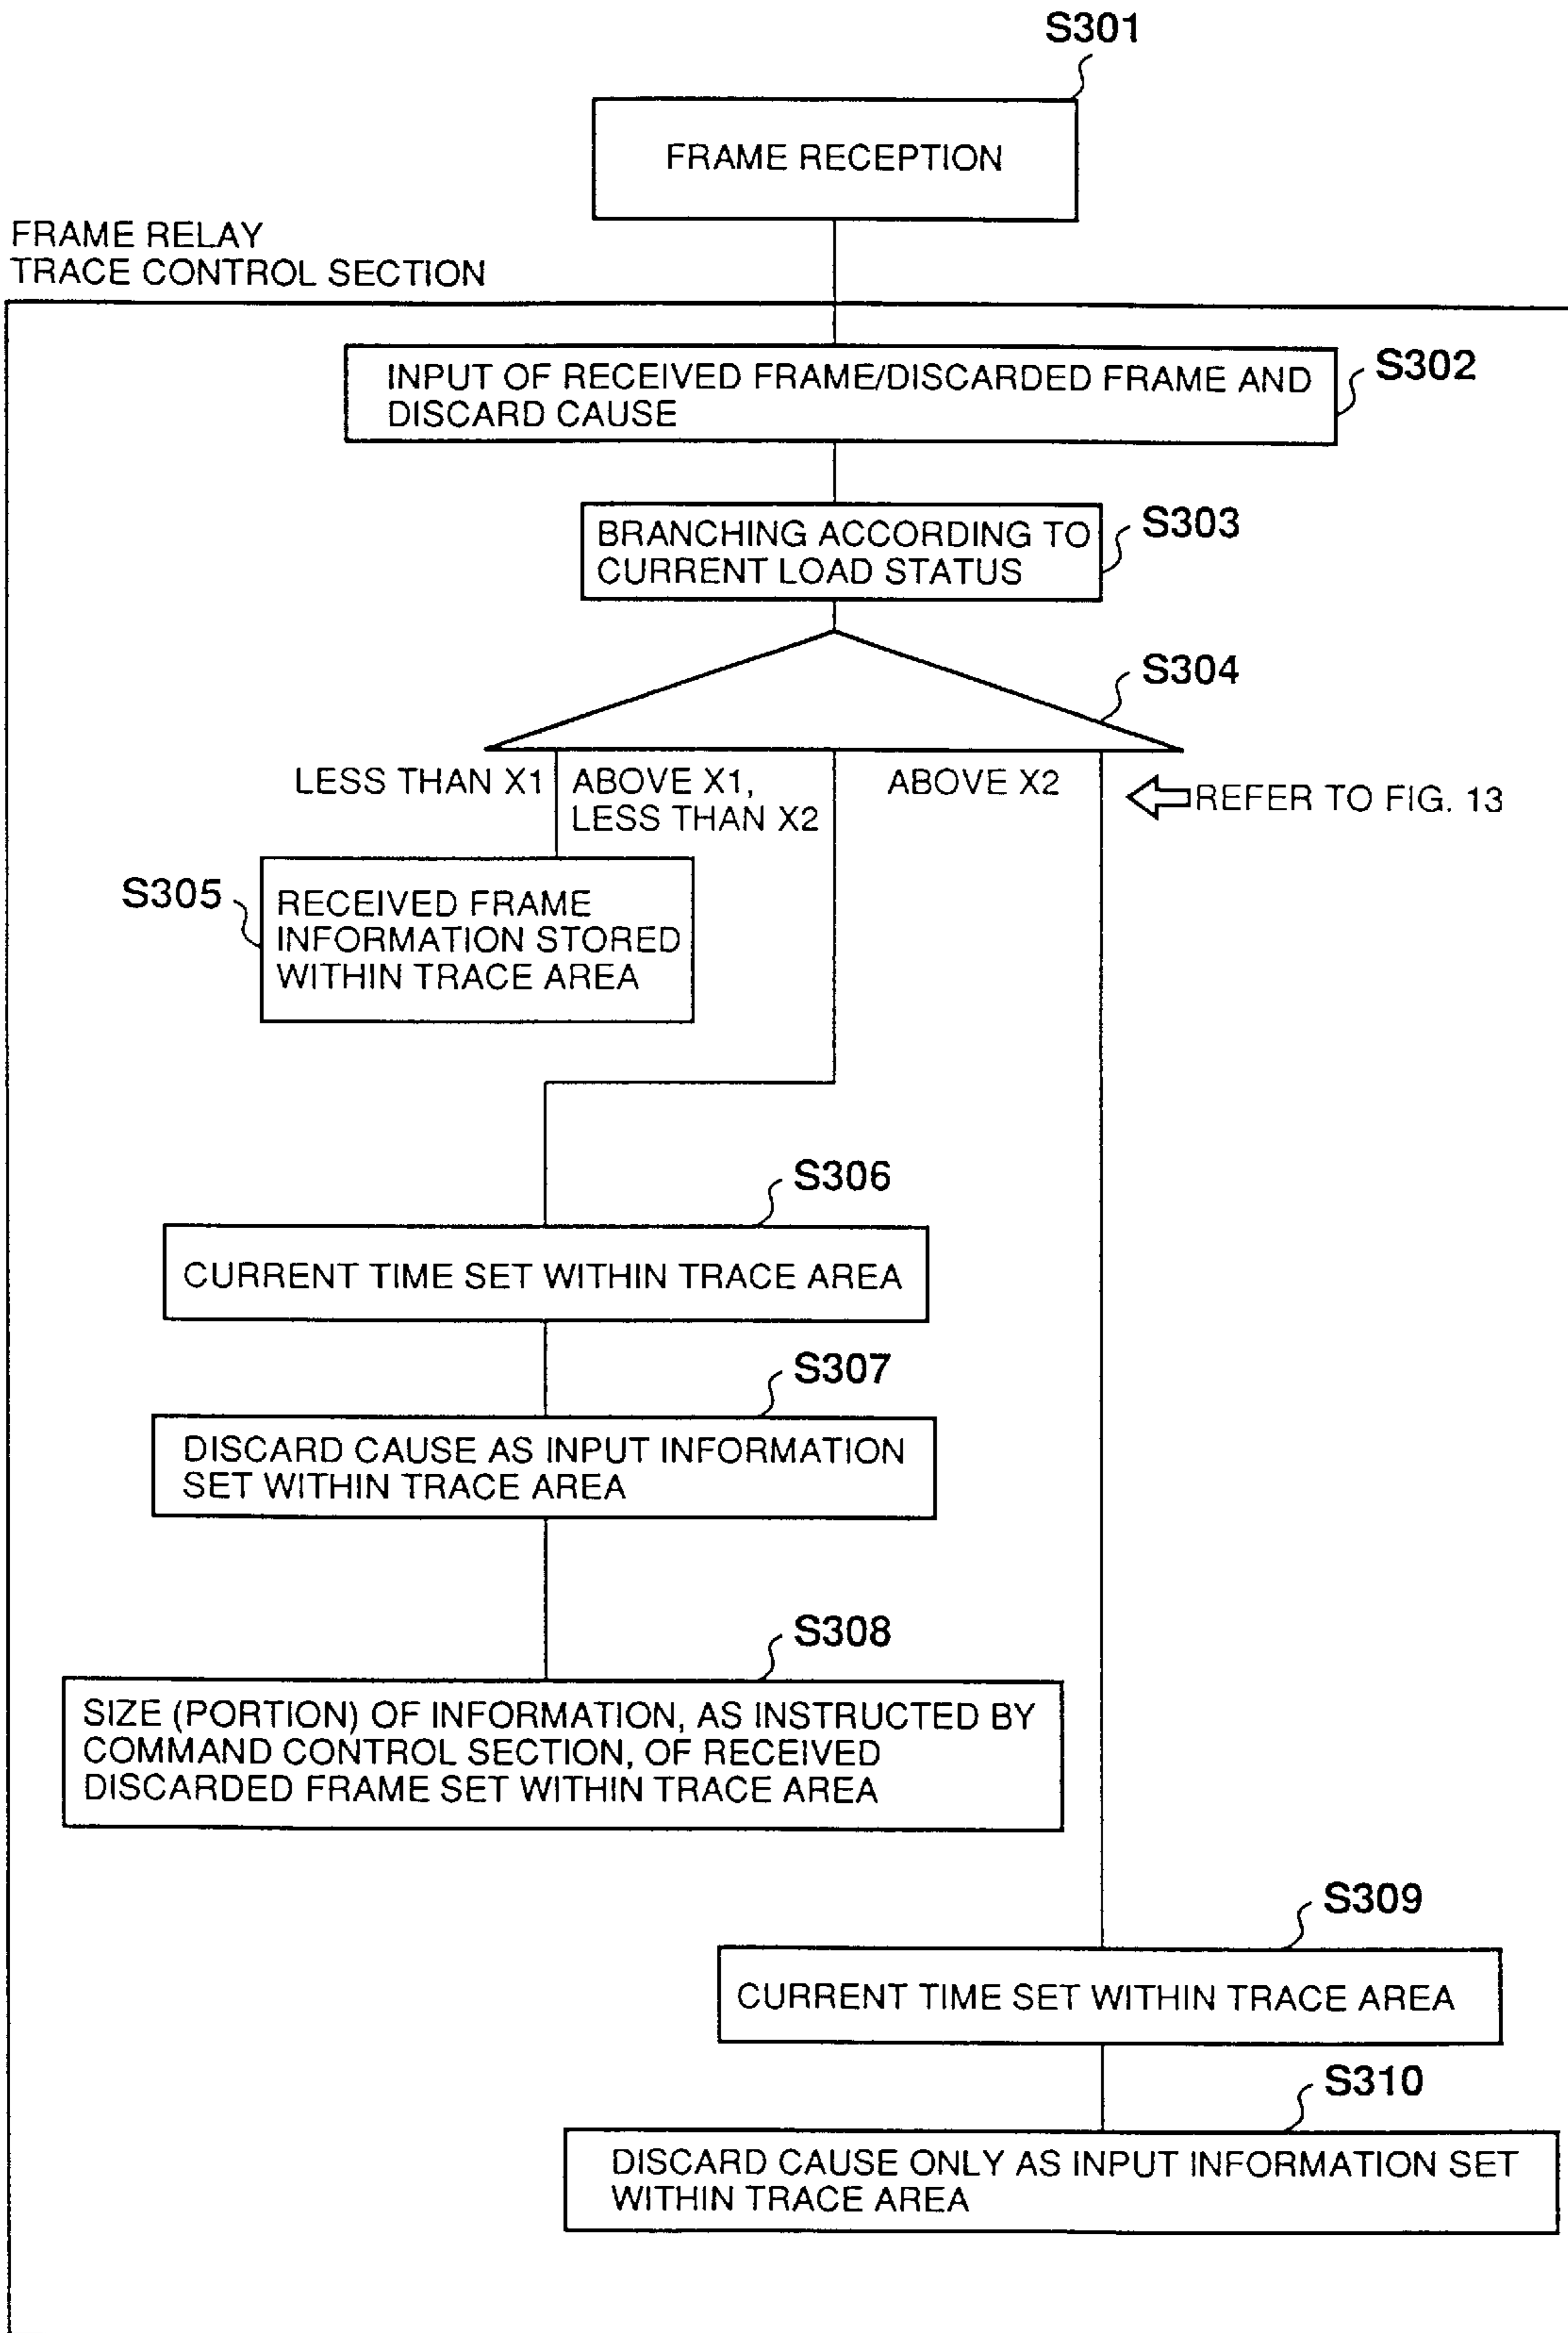 S301
FRAME RECEPTION
FRAME RELAY
TRACE CONTROL SECTION
INPUT OF RECEIVED FRAME/DISCARDED FRAME AND
DISCARD CAUSE
S302
BRANCHING ACCORDING TO
CURRENT LOAD STATUS
S303
S304
LESS THAN X1
ABOVE X1,
LESS THAN X2
ABOVE X2
REFER TO FIG. 13
S305
RECEIVED FRAME
INFORMATION STORED
WITHIN TRACE AREA
S306
CURRENT TIME SET WITHIN TRACE AREA
S307
DISCARD CAUSE AS INPUT INFORMATION
SET WITHIN TRACE AREA
S308
SIZE (PORTION) OF INFORMATION, AS INSTRUCTED BY
COMMAND CONTROL SECTION, OF RECEIVED
DISCARDED FRAME SET WITHIN TRACE AREA
S309
CURRENT TIME SET WITHIN TRACE AREA
S310
DISCARD CAUSE ONLY AS INPUT INFORMATION SET
WITHIN TRACE AREA